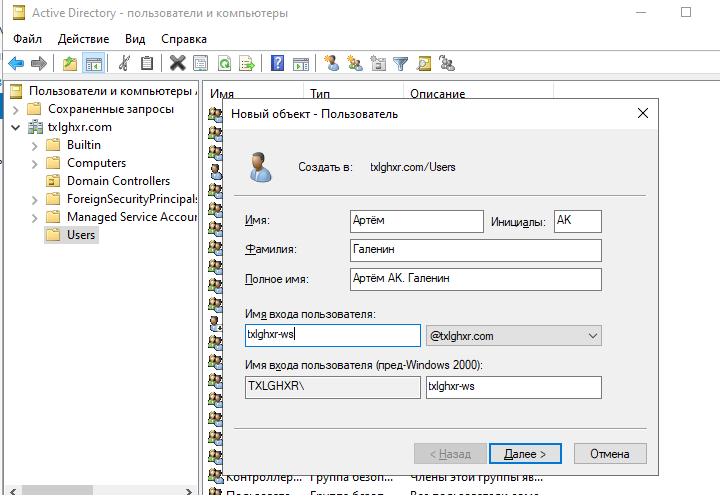 Active Directory - пользователи и компьютеры
Файл Действие Вид Справка
Пользователи и компьютеры
Сохраненные запросы
txlghxr.com
Builtin
Computers
Domain Controllers
ForeignSecurityPrincipals
Managed Service Accou
Users
Имя Тип Описание
Новый объект - Пользователь
Создать в: txlghxr.com/Users
Имя: Артём Инициалы: АК
Фамилия: Галенин
Полное имя: Артём АК. Галенин
Имя входа пользователя:
txlghxr-ws @txlghxr.com
Имя входа пользователя (пред-Windows 2000):
TXLGHXR\ txlghxr-ws
< Назад Далее > Отмена
Контроллер... Группа безоп... Члены этой группы яв...